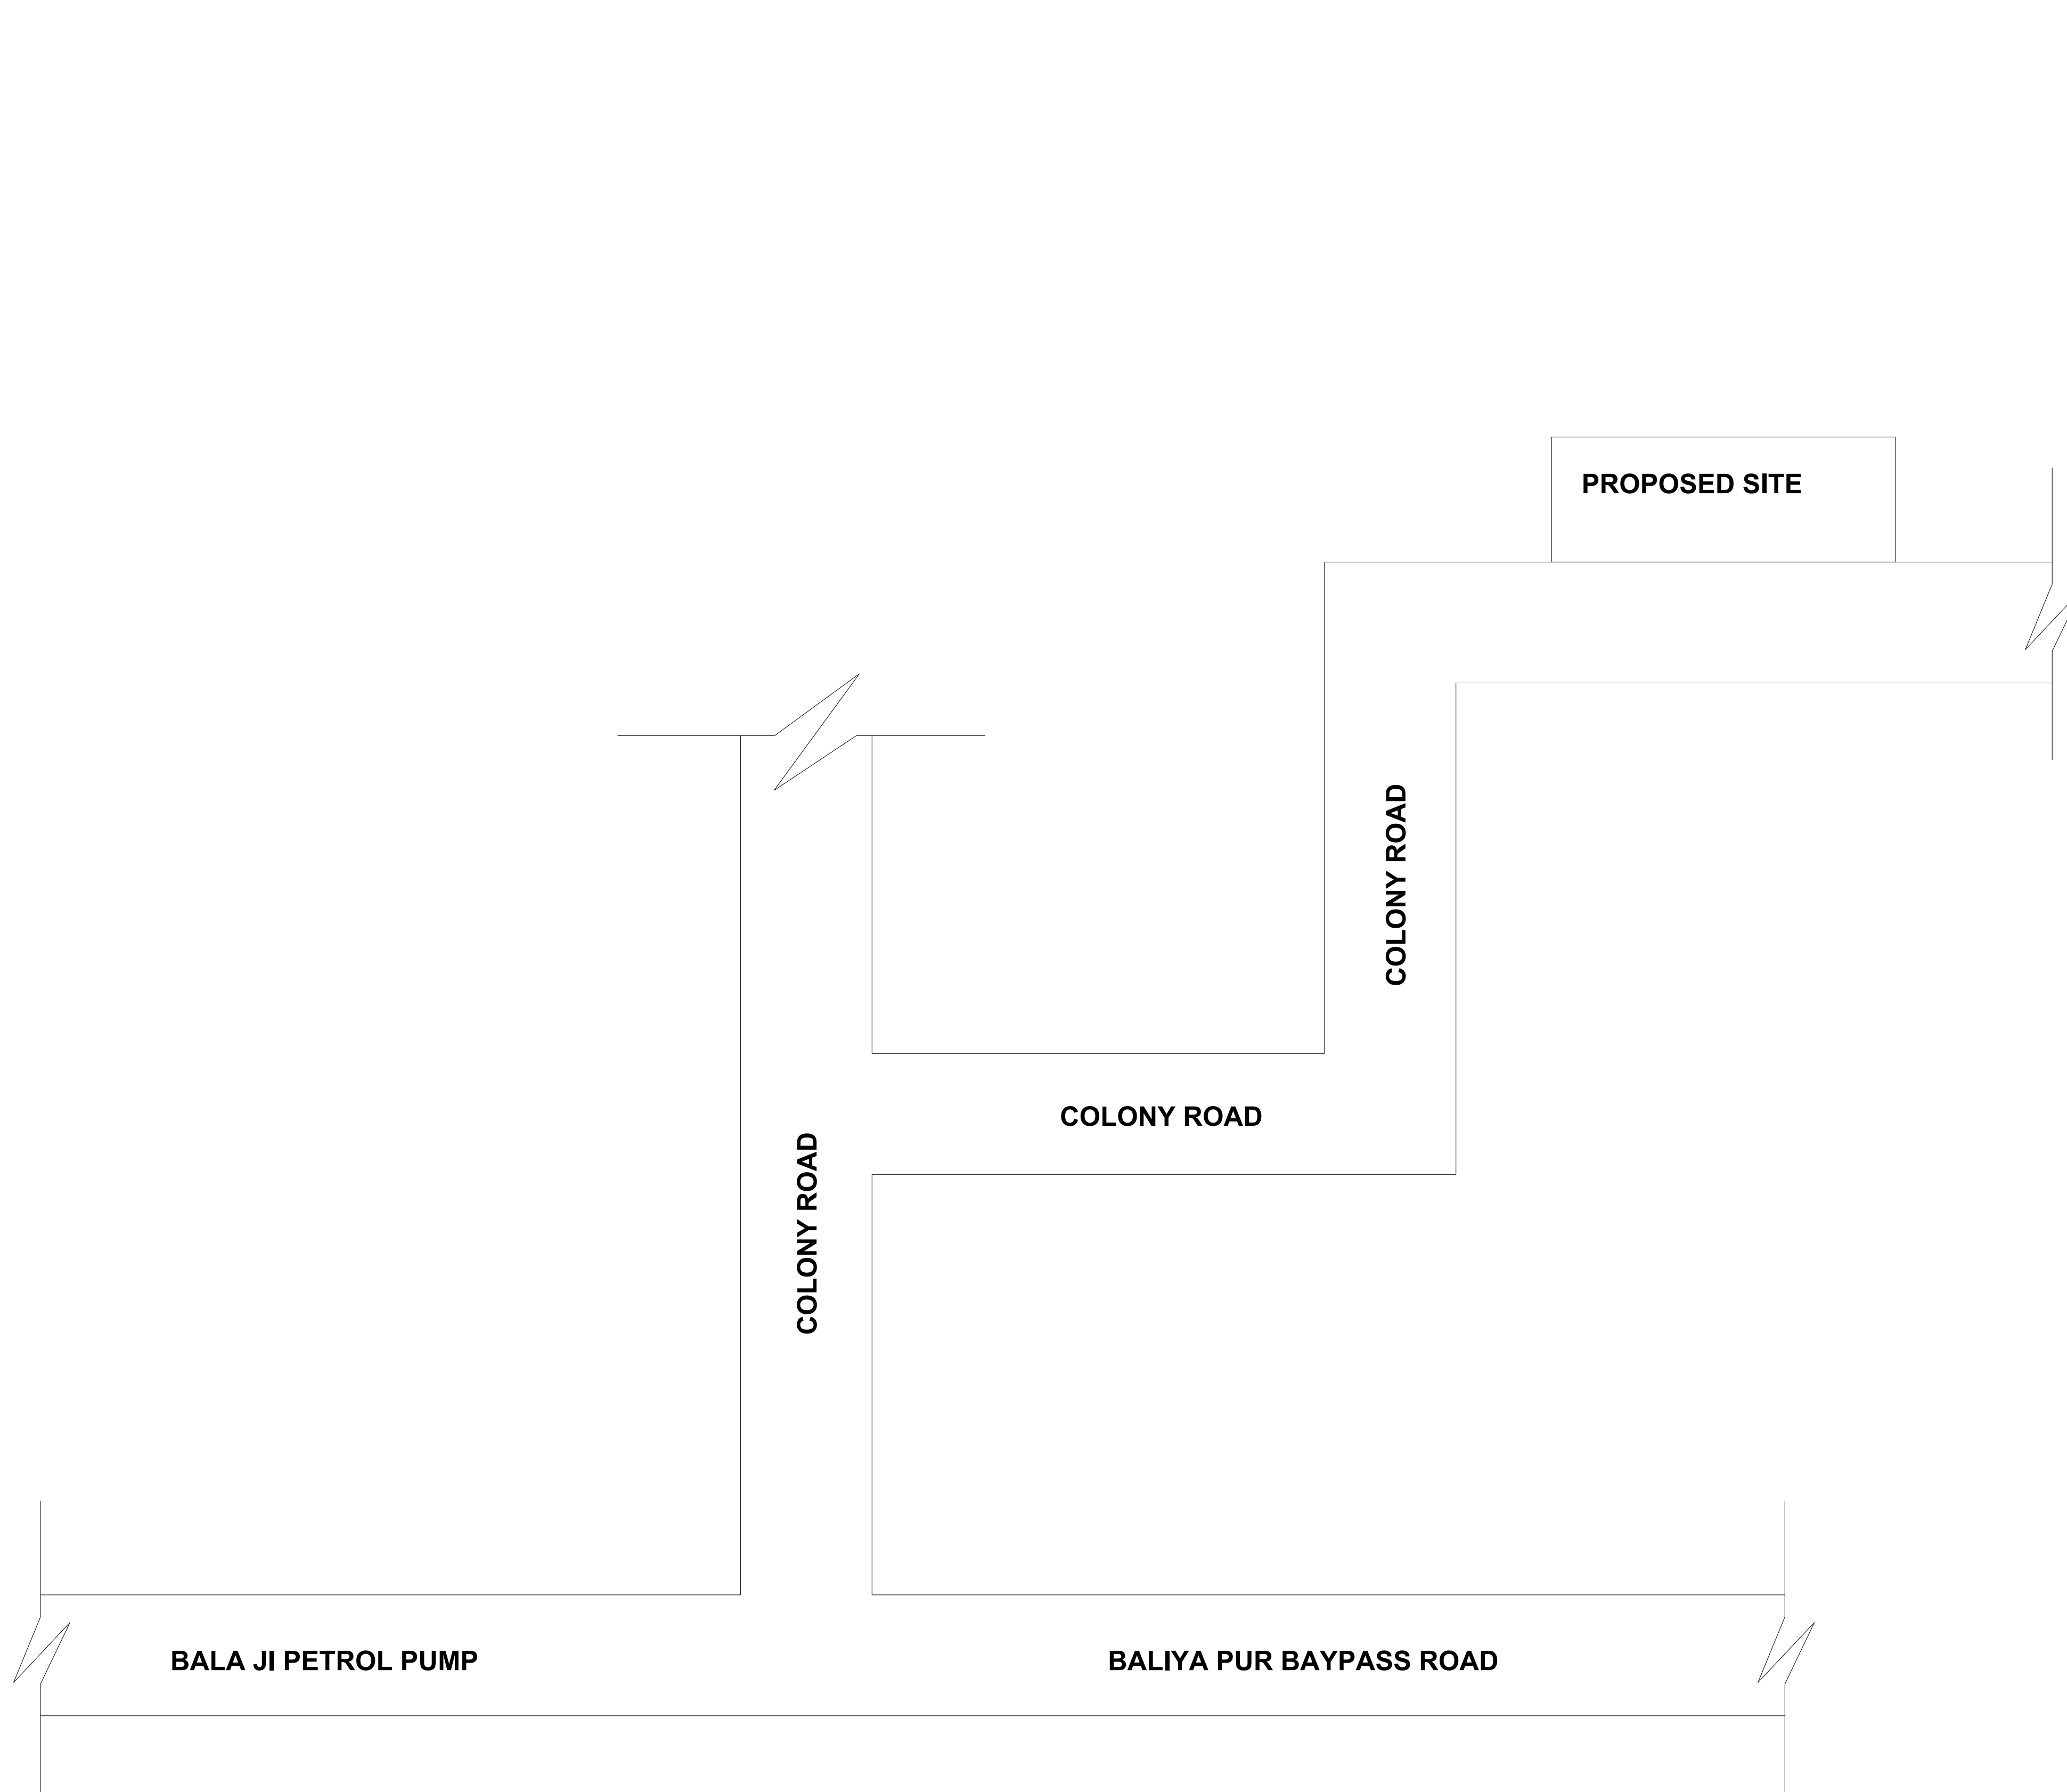 PROPOSED SITE
COLONY ROAD
COLONY ROAD
COLONY ROAD
BALA JI PETROL PUMP
BALIYA PUR BAYPASS ROAD